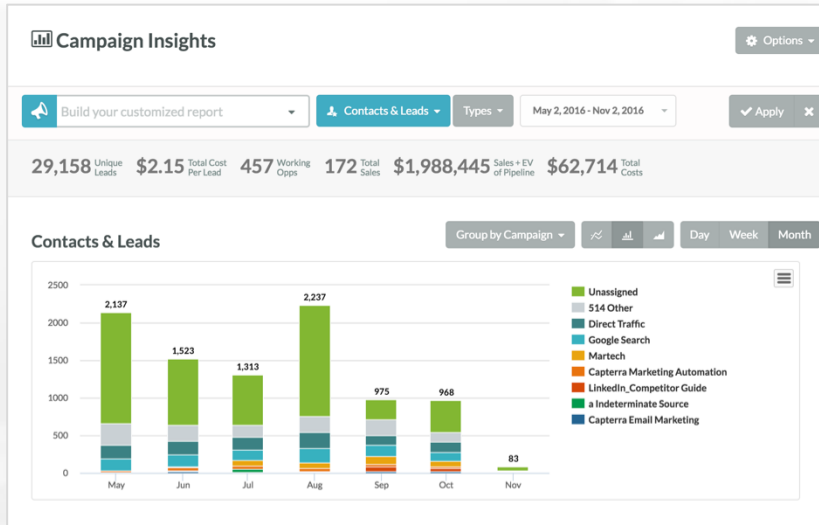 Campaign Insights
Options
Build your customized report
Contacts & Leads
Types
May 2, 2016 - Nov 2, 2016
Apply
29,158 Unique Leads
$2.15 Total Cost Per Lead
457 Working Opps
172 Total Sales
$1,988,445 Sales + EV of Pipeline
$62,714 Total Costs
Contacts & Leads
Group by Campaign
Day
Week
Month
2500
2000
1500
1000
500
0
2,137
1,523
1,313
2,237
975
968
83
May
Jun
Jul
Aug
Sep
Oct
Nov
Unassigned
514 Other
Direct Traffic
Google Search
Martech
Capterra Marketing Automation
LinkedIn_Competitor Guide
a Indeterminate Source
Capterra Email Marketing